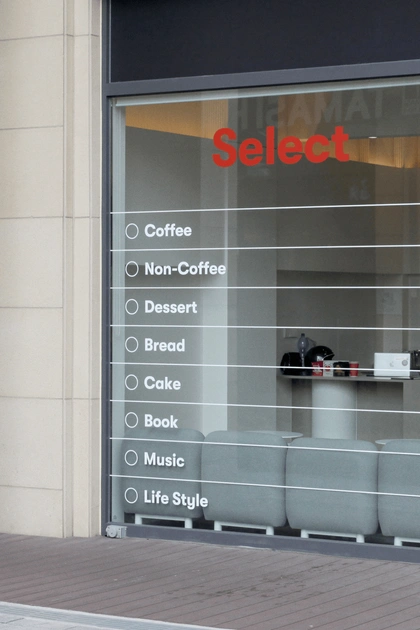 Select
Coffee
Non-Coffee
Dessert
Bread
Cake
Book
Music
Life Style